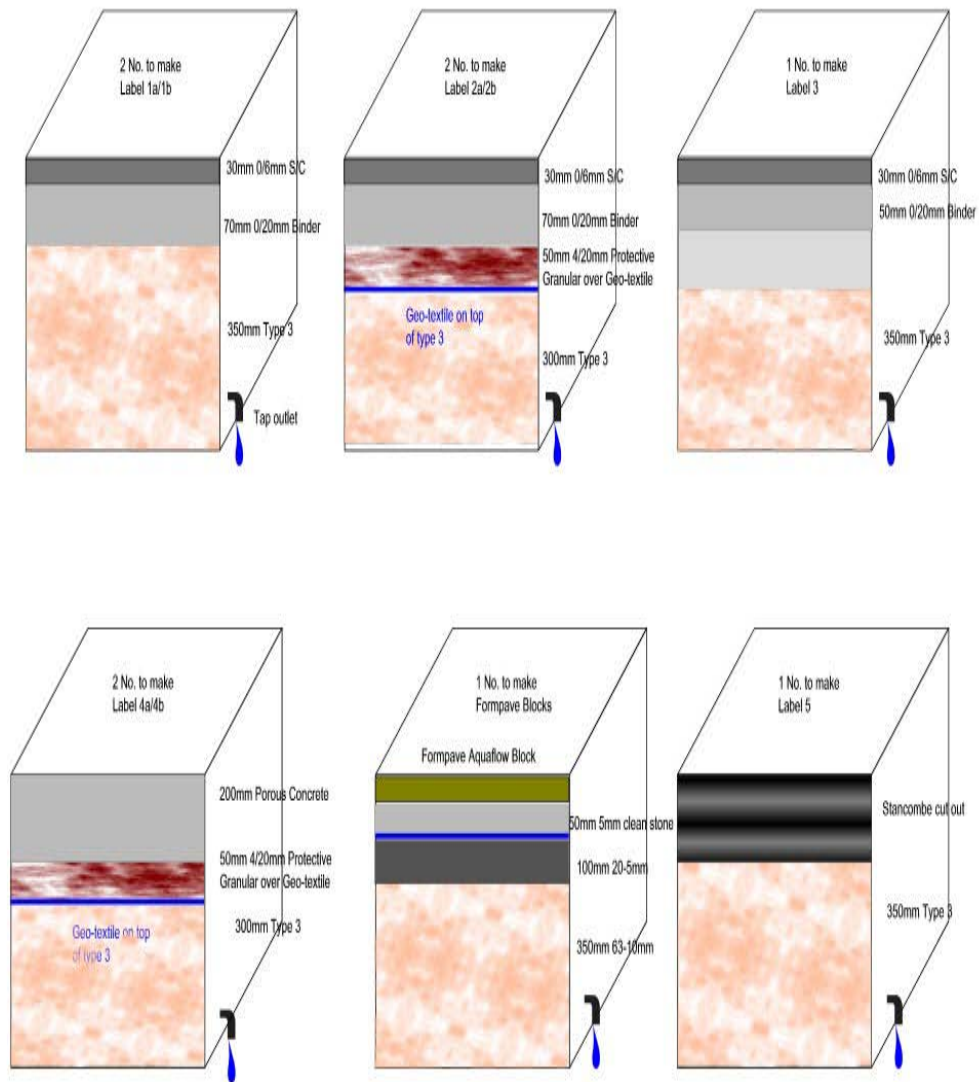 2 No. to make
Label 1a/1b
30mm 0/6mm S/C
70mm 0/20mm Binder
350mm Type 3
Tap outlet
2 No. to make
Label 2a/2b
30mm 0/6mm S/C
70mm 0/20mm Binder
50mm 4/20mm Protective
Granular over Geo-textile
Geo-textile on top
of type 3
300mm Type 3
1 No. to make
Label 3
30mm 0/6mm S/C
50mm 0/20mm Binder
350mm Type 3
2 No. to make
Label 4a/4b
200mm Porous Concrete
50mm 4/20mm Protective
Granular over Geo-textile
Geo-textile on top
of type 3
300mm Type 3
1 No. to make
Formpave Blocks
Formpave Aquaflow Block
50mm 5mm clean stone
100mm 20-5mm
350mm 63-10mm
1 No. to make
Label 5
Stancombe cut out
350mm Type 3